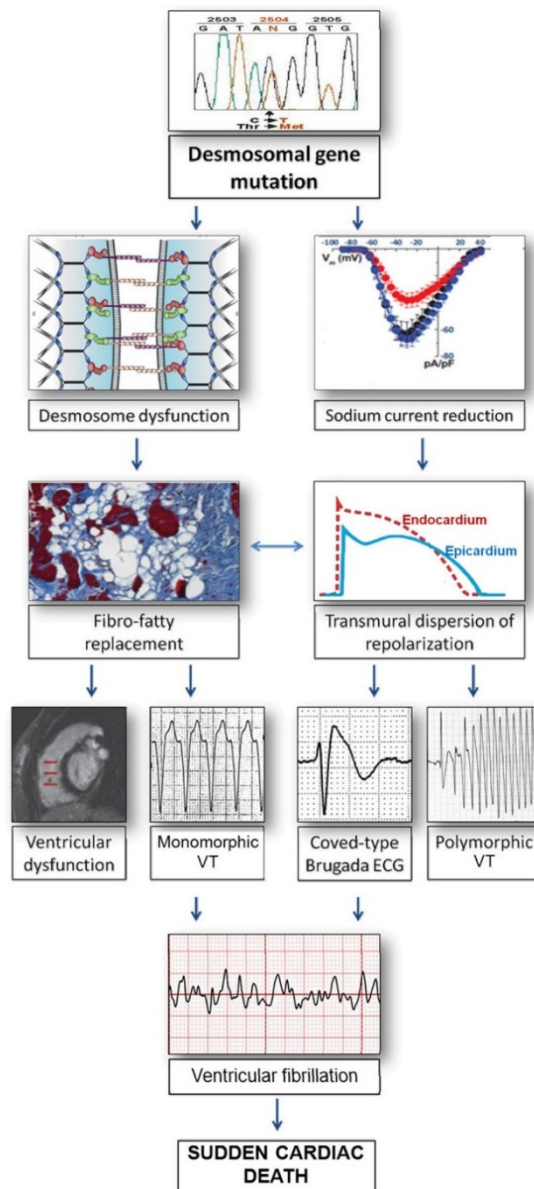 2503 2504 2505
G A T A N G G T G
C T
Thr Met
Desmosomal gene
mutation
-100 -80 -60 -40 -20 0 20 40
Vm (mV)
-60
-80
pA/pF
Desmosome dysfunction
Sodium current reduction
Endocardium
Epicardium
Fibro-fatty
replacement
Transmural dispersion of
repolarization
Ventricular
dysfunction
Monomorphic
VT
Coved-type
Brugada ECG
Polymorphic
VT
Ventricular fibrillation
SUDDEN CARDIAC
DEATH